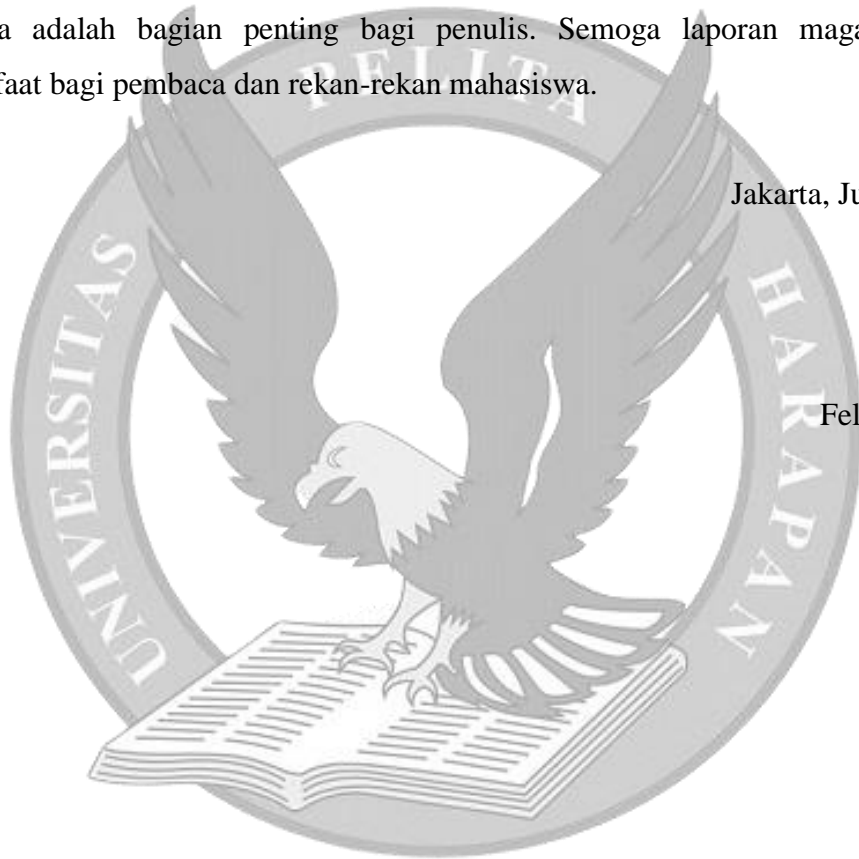 a adalah bagian penting bagi penulis. Semoga laporan maga
faat bagi pembaca dan rekan-rekan mahasiswa.
Jakarta, Ju
Fel
UNIVERSITAS PELITA HARAPAN